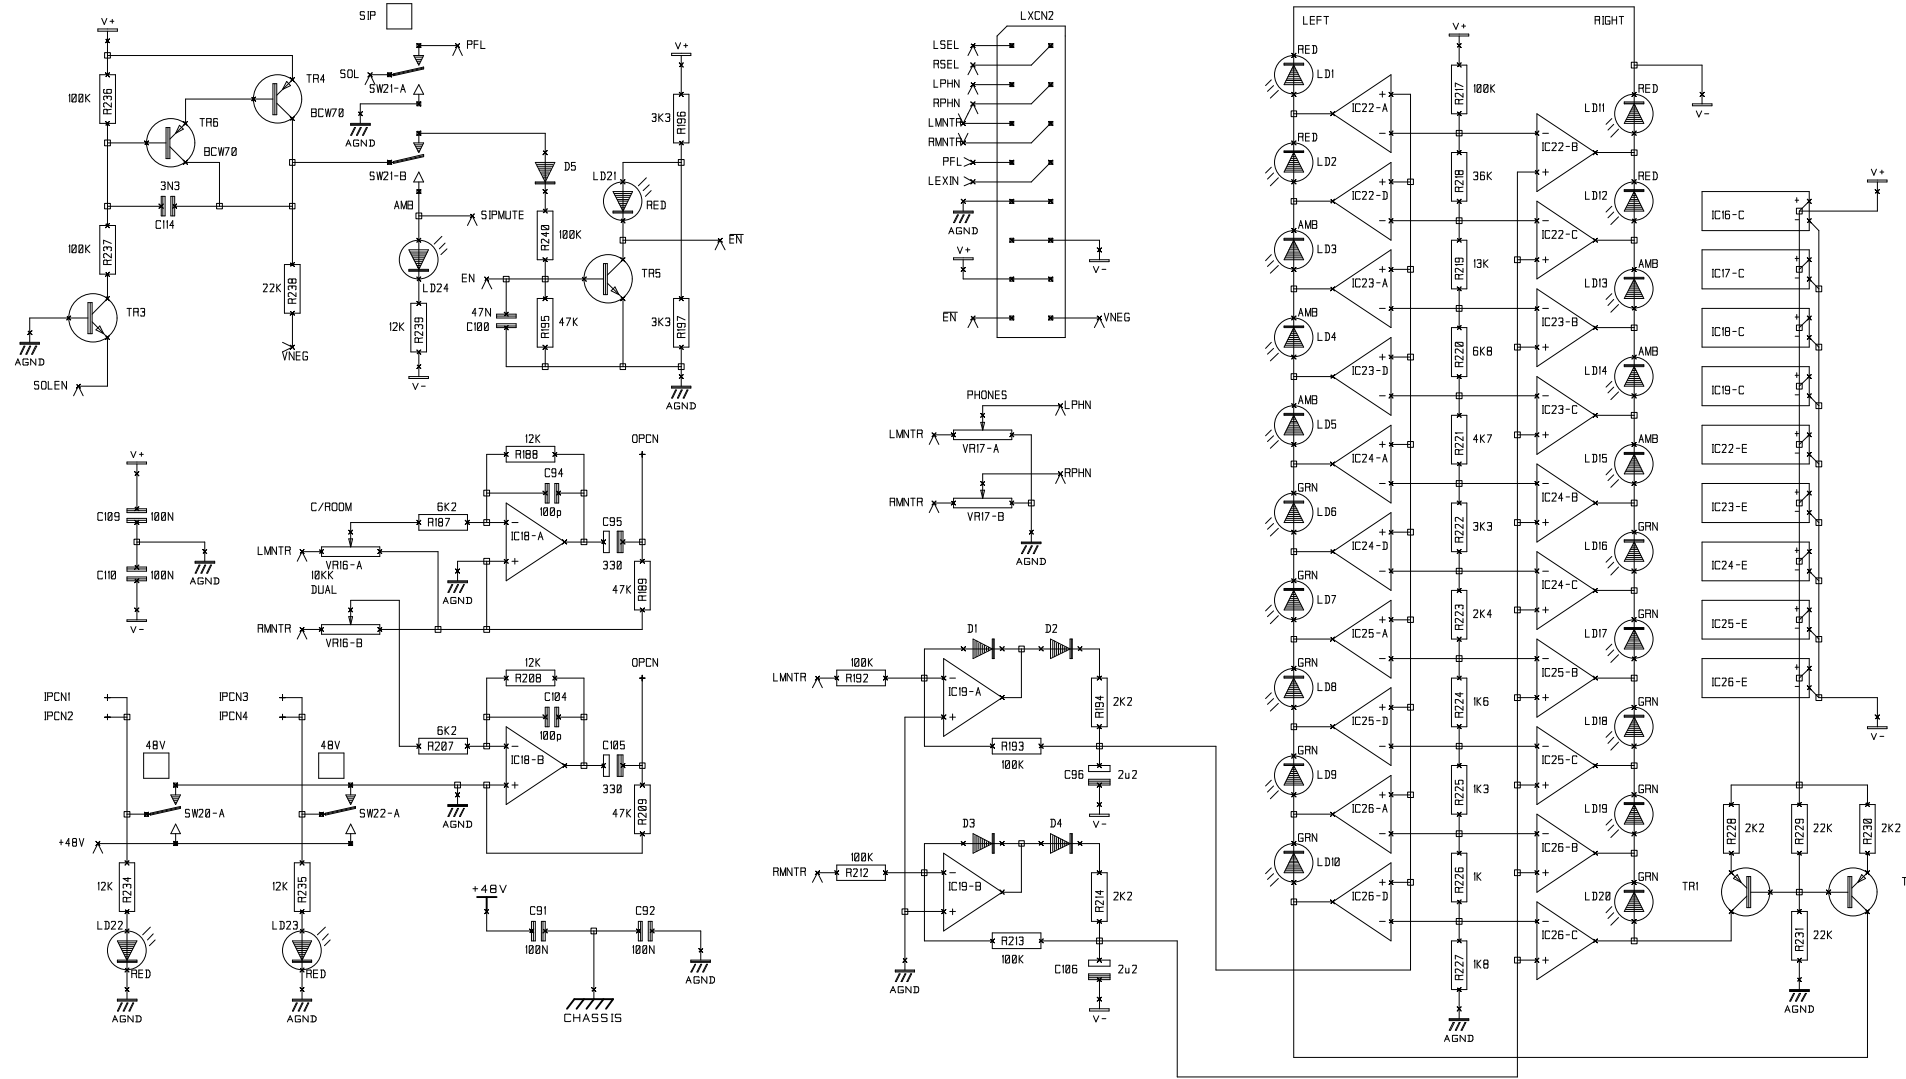 V+
SIP
PFL
SOL
SW21-A
AGND
TR4
BCW70
100K
R236
TR6
BCW70
SW21-B
3N3
C114
100K
R237
TR3
AGND
SOLEN
22K
R238
VNEG
AMB
SIPMUTE
LD24
12K
R239
V-
D5
R240
100K
EN
47N
C100
R195
47K
V+
3K3
R196
LD21
RED
EN
TR5
3K3
R197
AGND
LXCN2
LSEL
RSEL
LPHN
RPHN
LMNTR
RMNTR
PFL
LEXIN
AGND
V+
V-
EN
VNEG
PHONES
LPHN
LMNTR
VR17-A
RPHN
RMNTR
VR17-B
AGND
V+
C109
100N
C110
100N
AGND
V-
C/ROOM
LMNTR
VR16-A
10KK
DUAL
RMNTR
VR16-B
12K
R188
C94
100p
6K2
R187
IC18-A
AGND
C95
330
OPCN
47K
R189
12K
R208
C104
100p
6K2
R207
IC18-B
AGND
C105
330
OPCN
47K
R209
IPCN1
IPCN2
IPCN3
IPCN4
48V
48V
SW20-A
SW22-A
+48V
12K
R234
LD22
RED
AGND
12K
R235
LD23
RED
AGND
+48V
C91
100N
C92
100N
AGND
CHASSIS
LMNTR
100K
R192
D1
D2
IC19-A
R194
2K2
R193
100K
C96
2u2
V-
RMNTR
100K
R212
D3
D4
IC19-B
R214
2K2
R213
100K
C106
2u2
V-
AGND
LEFT
RIGHT
RED
LD1
RED
LD2
AMB
LD3
AMB
LD4
AMB
LD5
GRN
LD6
GRN
LD7
GRN
LD8
GRN
LD9
GRN
LD10
IC22-A
IC22-D
IC23-A
IC23-D
IC24-A
IC24-D
IC25-A
IC25-D
IC26-A
IC26-D
V+
R217
100K
R218
36K
R219
13K
R220
6K8
R221
4K7
R222
3K3
R223
2K4
R224
1K6
R225
1K3
R226
1K
R227
1K8
AGND
IC22-B
IC22-C
IC23-B
IC23-C
IC24-B
IC24-C
IC25-B
IC25-C
IC26-B
IC26-C
RED
LD11
RED
LD12
AMB
LD13
AMB
LD14
AMB
LD15
GRN
LD16
GRN
LD17
GRN
LD18
GRN
LD19
GRN
LD20
V-
V+
IC16-C
IC17-C
IC18-C
IC19-C
IC22-E
IC23-E
IC24-E
IC25-E
IC26-E
V-
R228
2K2
R229
22K
R230
2K2
TR1
R231
22K
AGND